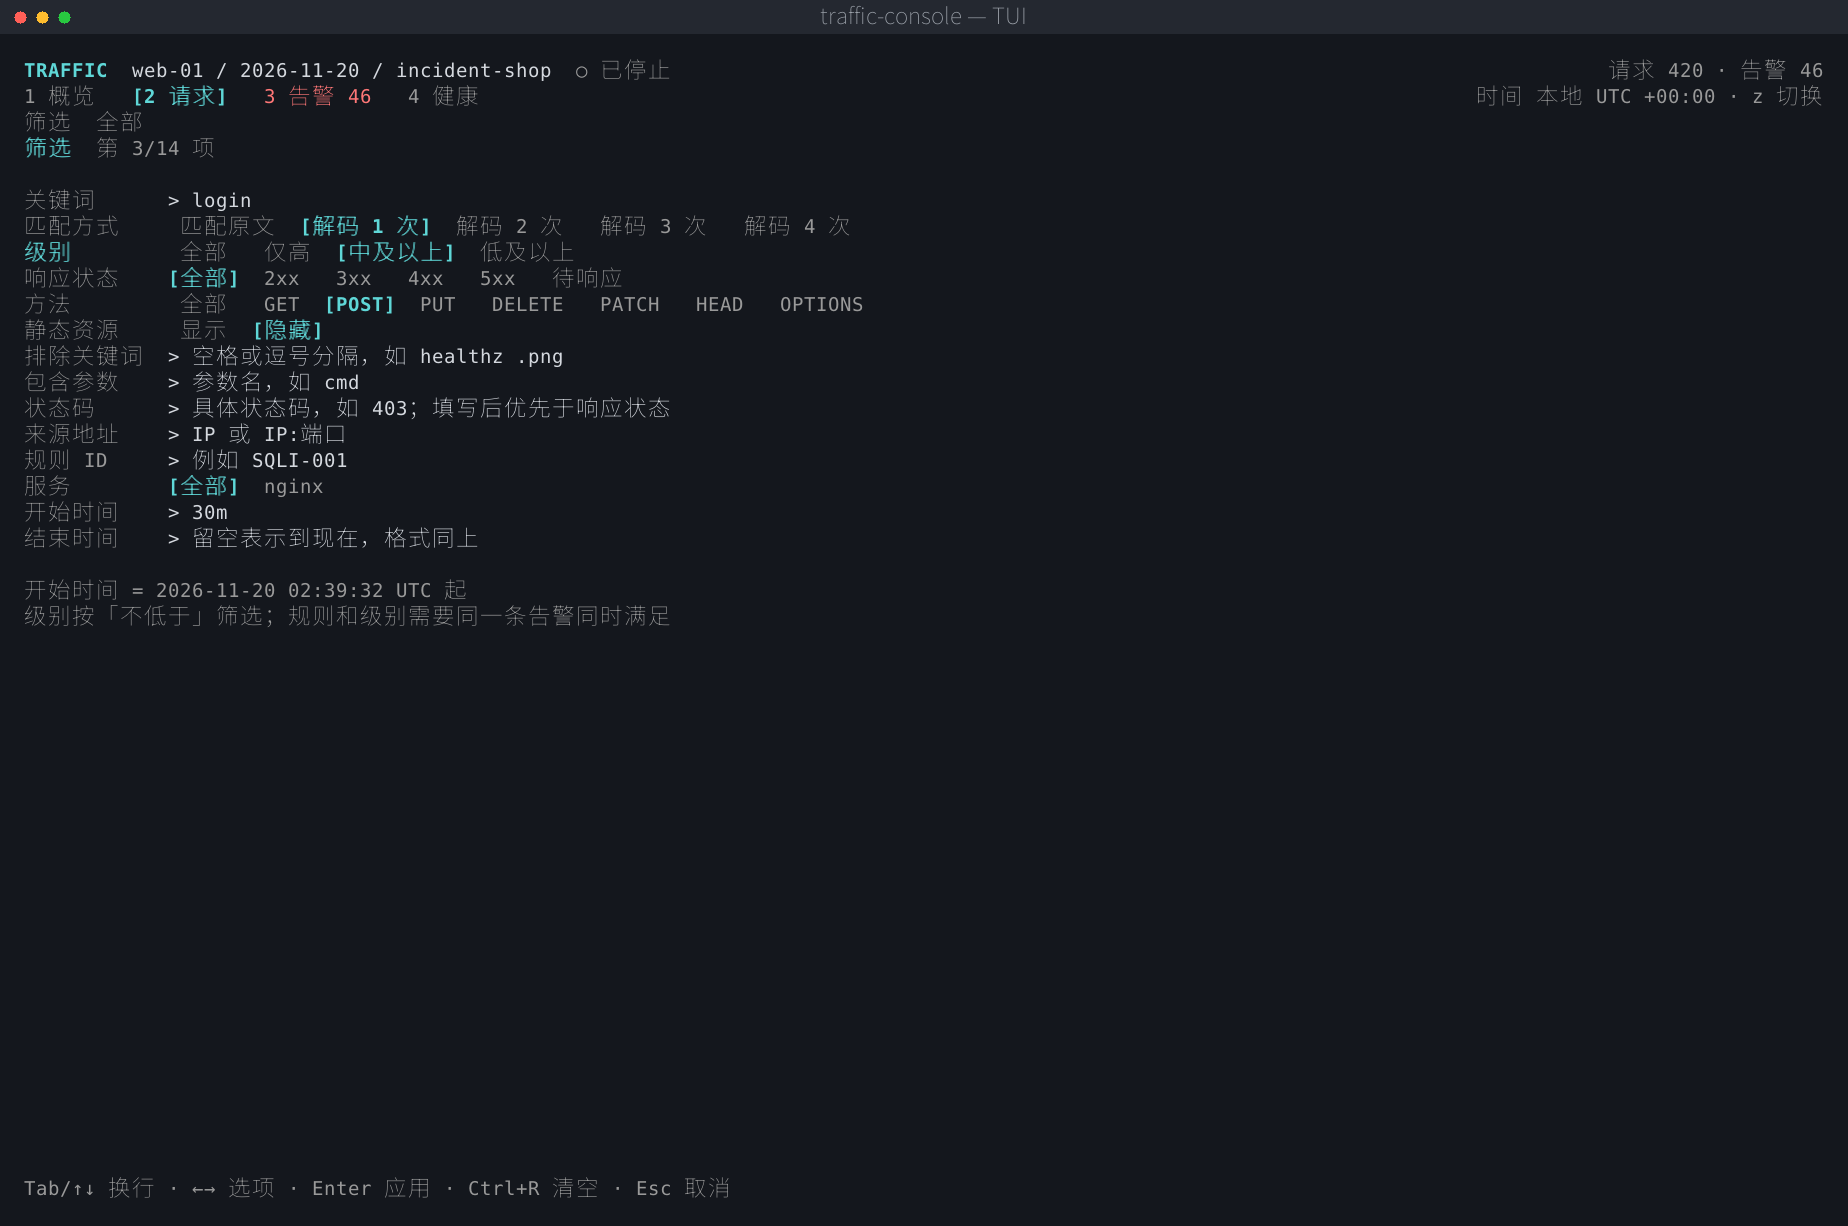 traffic-console — TUI
TRAFFIC  web-01 / 2026-11-20 / incident-shop  ○ 已停止  请求 420 · 告警 46
1 概览  [2 请求]  3 告警 46  4 健康  时间 本地 UTC +00:00 · z 切换
筛选  全部
筛选  第 3/14 项
关键词  > login
匹配方式  匹配原文  [解码 1 次]  解码 2 次  解码 3 次  解码 4 次
级别  全部  仅高  [中及以上]  低及以上
响应状态  [全部]  2xx  3xx  4xx  5xx  待响应
方法  全部  GET  [POST]  PUT  DELETE  PATCH  HEAD  OPTIONS
静态资源  显示  [隐藏]
排除关键词  > 空格或逗号分隔，如 healthz .png
包含参数  > 参数名，如 cmd
状态码  > 具体状态码，如 403；填写后优先于响应状态
来源地址  > IP 或 IP:端口
规则 ID  > 例如 SQLI-001
服务  [全部]  nginx
开始时间  > 30m
结束时间  > 留空表示到现在，格式同上
开始时间 = 2026-11-20 02:39:32 UTC 起
级别按「不低于」筛选；规则和级别需要同一条告警同时满足
Tab/↑↓ 换行 · ←→ 选项 · Enter 应用 · Ctrl+R 清空 · Esc 取消